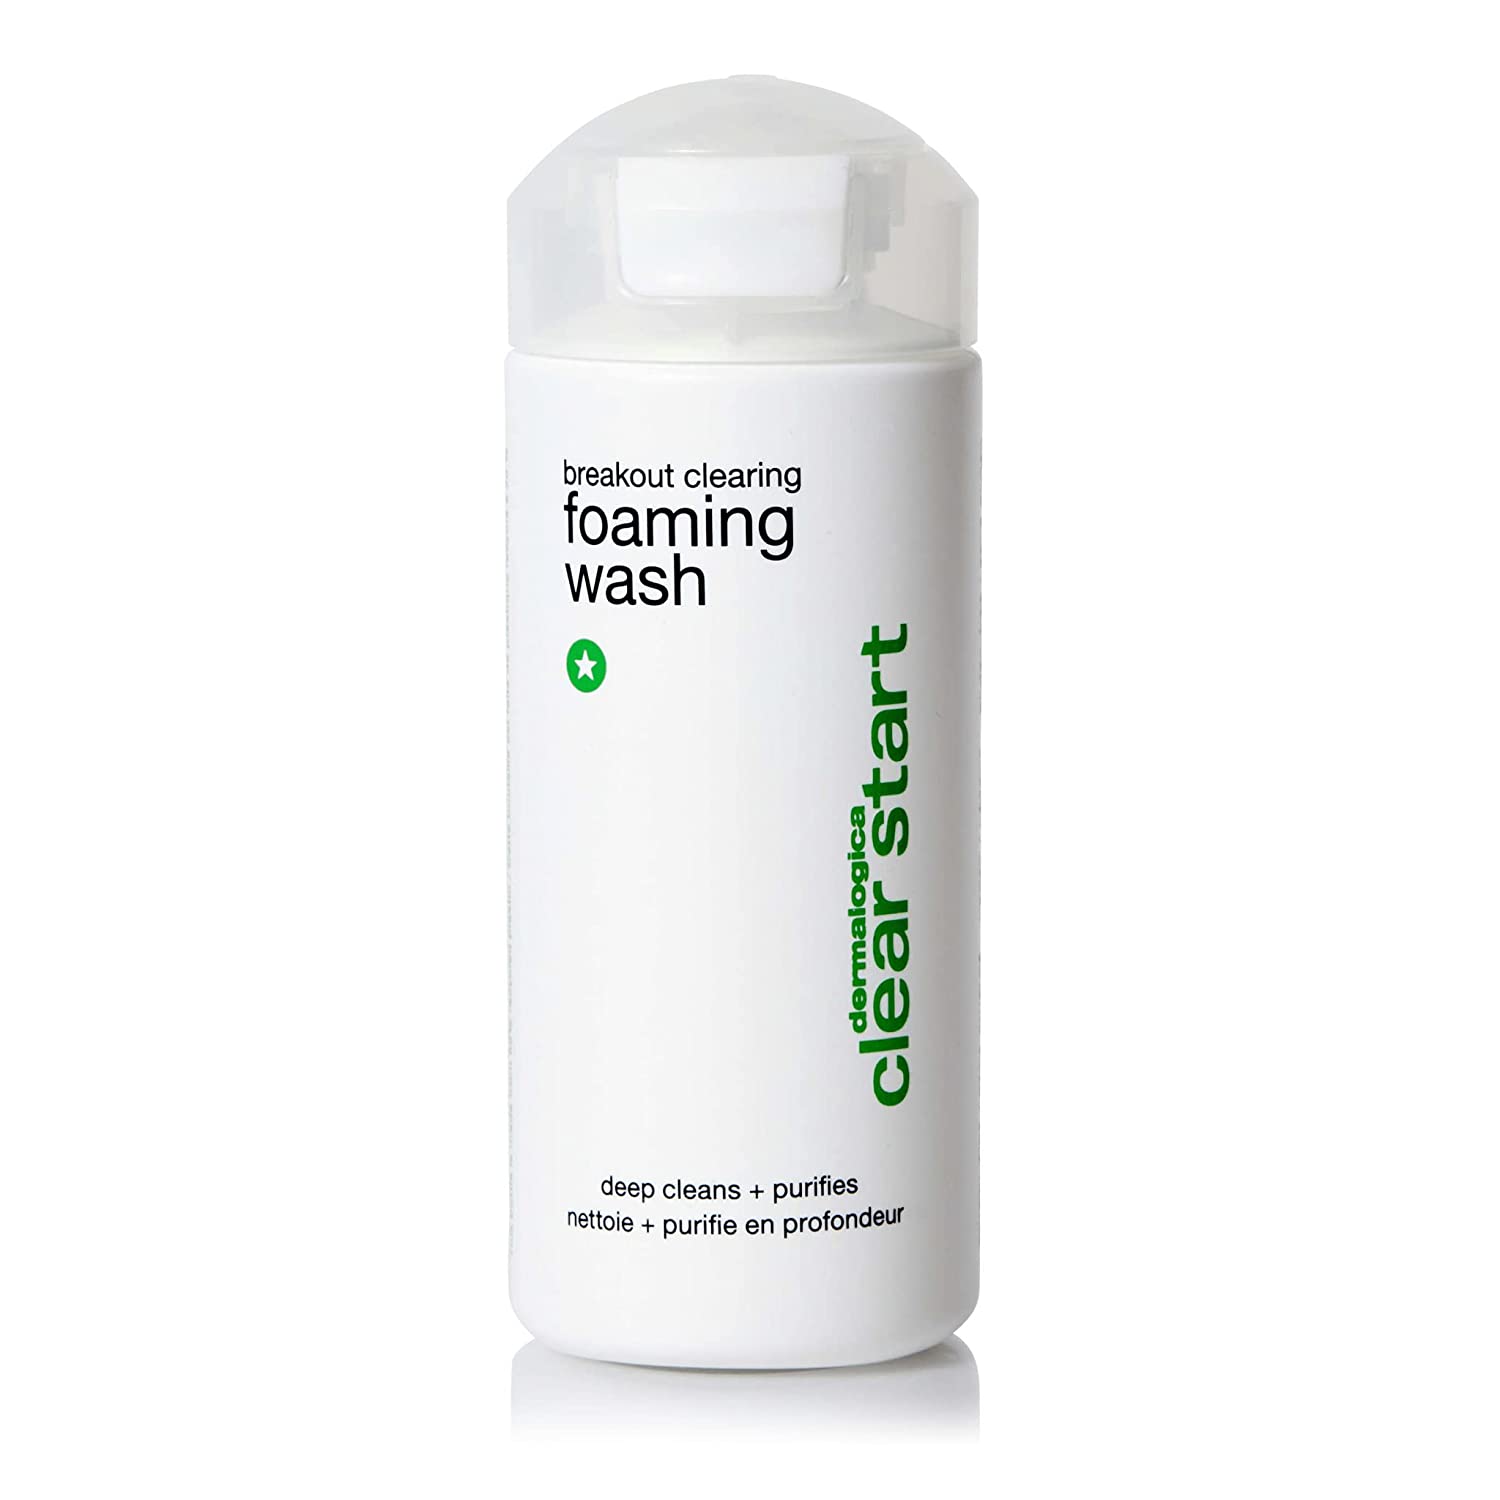 breakout clearing
foaming
wash
dermalogica
clear start
deep cleans + purifies
nettoie + purifie en profondeur